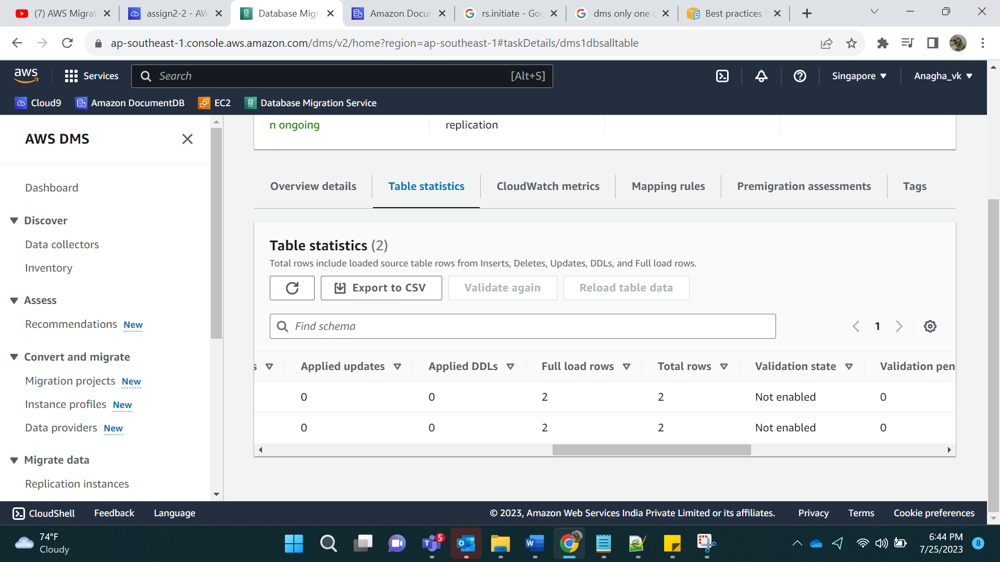 (7) AWS Migrat
assign2-2 - AW
Database Migr
Amazon Docun
rs.initiate - Goo
dms only one c
Best practices f
ap-southeast-1.console.aws.amazon.com/dms/v2/home?region=ap-southeast-1#taskDetails/dms1dbsalltable
aws
Services
Search
[Alt+S]
Singapore
Anagha_vk
Cloud9
Amazon DocumentDB
EC2
Database Migration Service
AWS DMS
Dashboard
Discover
Data collectors
Inventory
Assess
Recommendations New
Convert and migrate
Migration projects New
Instance profiles New
Data providers New
Migrate data
Replication instances
n ongoing
replication
Overview details
Table statistics
CloudWatch metrics
Mapping rules
Premigration assessments
Tags
Table statistics (2)
Total rows include loaded source table rows from Inserts, Deletes, Updates, DDLs, and Full load rows.
Export to CSV
Validate again
Reload table data
Find schema
1
s Applied updates Applied DDLs Full load rows Total rows Validation state Validation pen
0 0 2 2 Not enabled 0
0 0 2 2 Not enabled 0
CloudShell
Feedback
Language
© 2023, Amazon Web Services India Private Limited or its affiliates.
Privacy
Terms
Cookie preferences
74°F
Cloudy
5
6:44 PM
7/25/2023
8